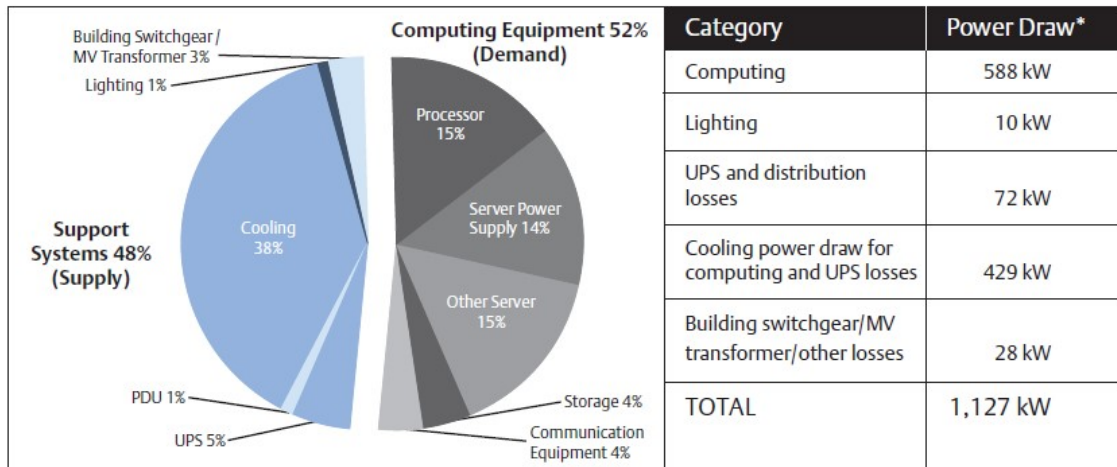 Building Switchgear /
MV Transformer 3%
Lighting 1%
Computing Equipment 52%
(Demand)
Processor
15%
Server Power
Supply 14%
Other Server
15%
Storage 4%
Communication
Equipment 4%
Support
Systems 48%
(Supply)
Cooling
38%
PDU 1%
UPS 5%
Category Power Draw*
Computing 588 kW
Lighting 10 kW
UPS and distribution
losses 72 kW
Cooling power draw for
computing and UPS losses 429 kW
Building switchgear/MV
transformer/other losses 28 kW
TOTAL 1,127 kW